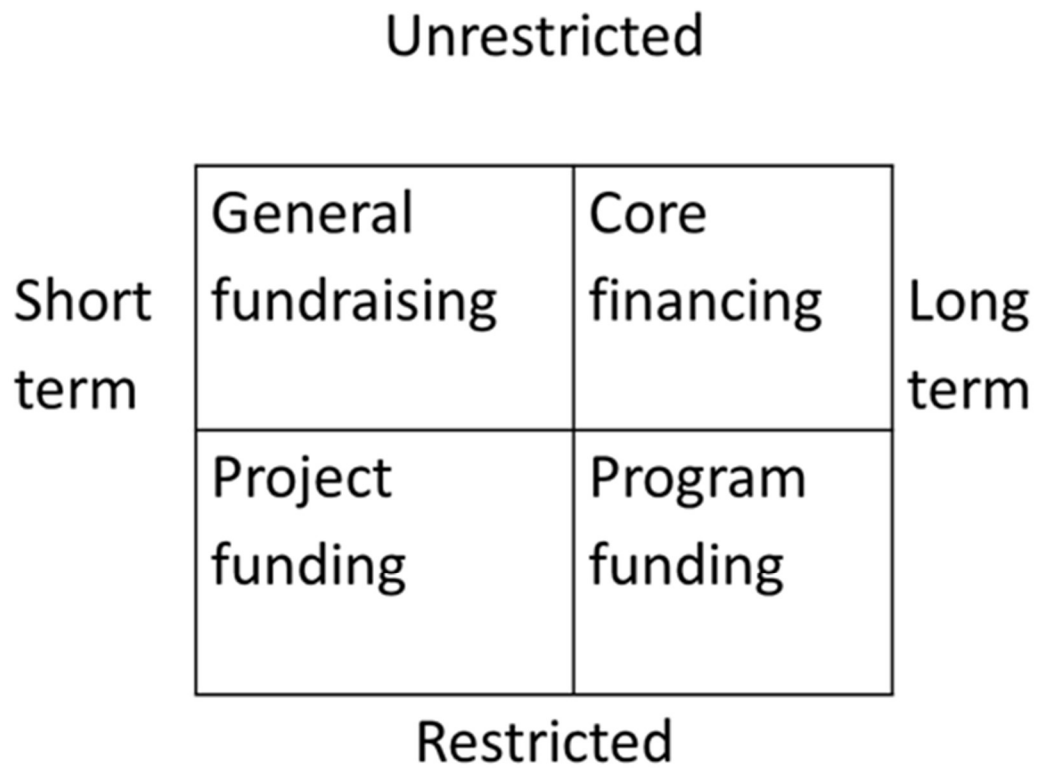 Unrestricted
General
fundraising
Core
financing
Short
term
Long
term
Project
funding
Program
funding
Restricted